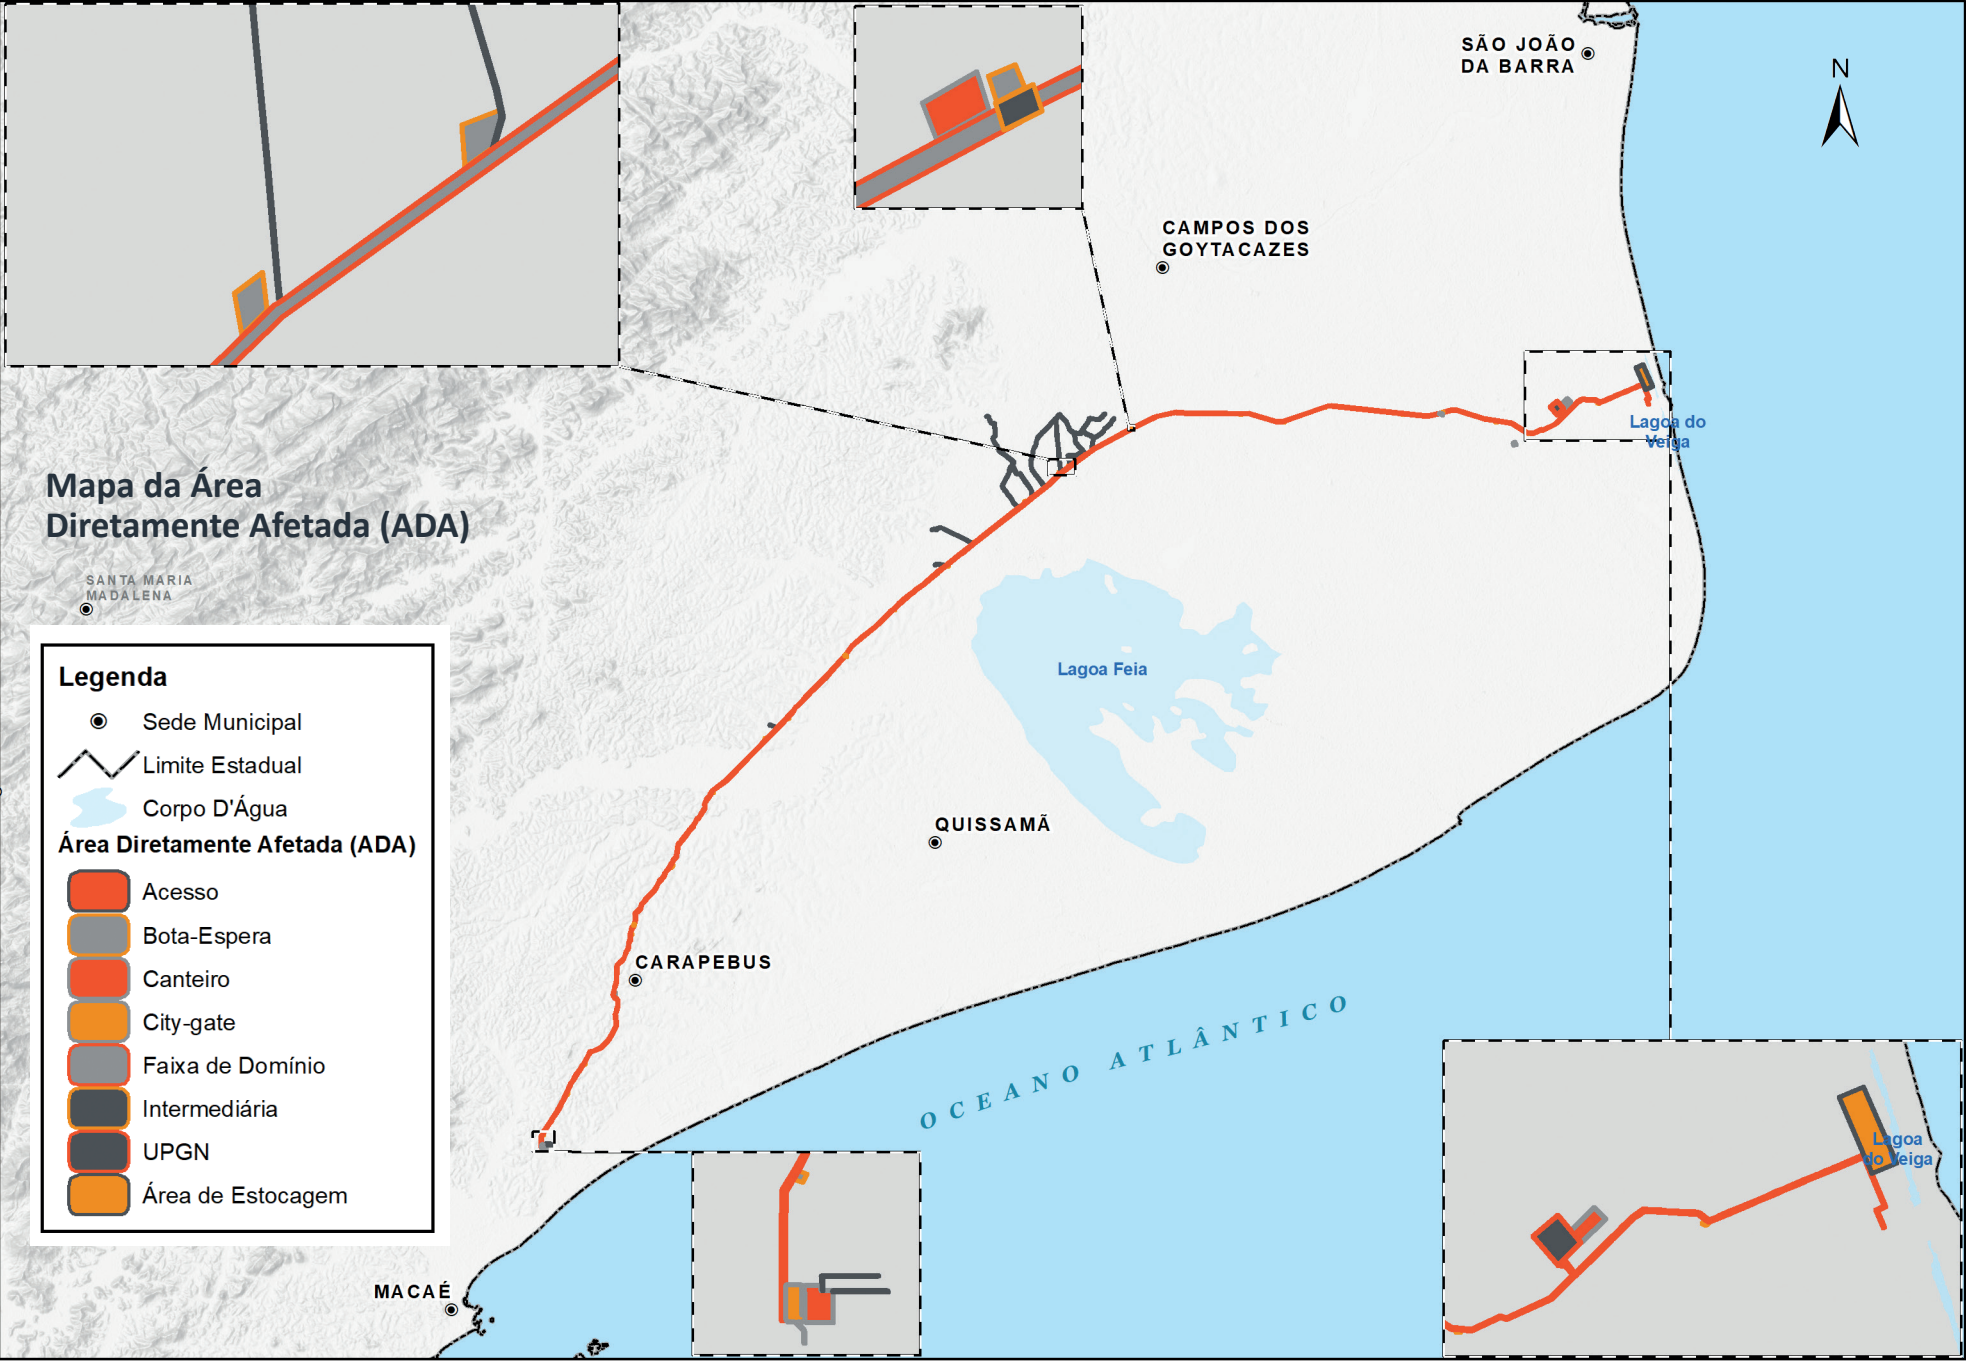 SÃO JOÃO
DA BARRA
N
CAMPOS DOS
GOYTACAZES
Lagoa do
Veiga
Mapa da Área
Diretamente Afetada (ADA)
SANTA MARIA
MADALENA
Lagoa Feia
Legenda
Sede Municipal
Limite Estadual
Corpo D'Água
Área Diretamente Afetada (ADA)
Acesso
Bota-Espera
Canteiro
City-gate
Faixa de Domínio
Intermediária
UPGN
Área de Estocagem
QUISSAMÃ
CARAPEBUS
OCEANO ATLÂNTICO
Lagoa
do Veiga
MACAÉ